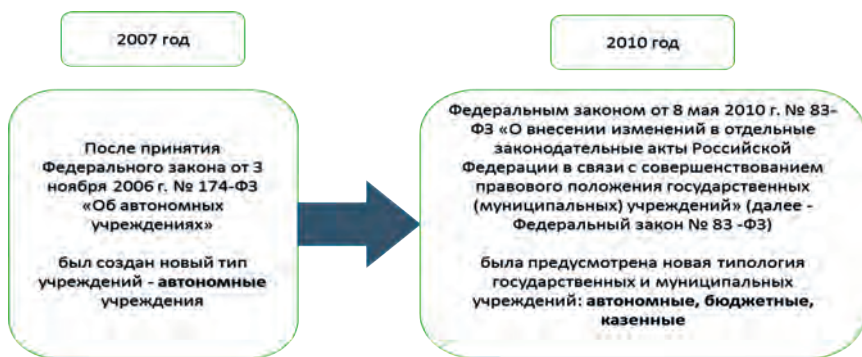 2007 год
После принятия
Федерального закона от 3
ноября 2006 г. № 174-ФЗ
«Об автономных
учреждениях»
был создан новый тип
учреждений - автономные
учреждения
2010 год
Федеральным законом от 8 мая 2010 г. № 83-
ФЗ «О внесении изменений в отдельные
законодательные акты Российской
Федерации в связи с совершенствованием
правового положения государственных
(муниципальных) учреждений» (далее -
Федеральный закон № 83 -ФЗ)
была предусмотрена новая типология
государственных и муниципальных
учреждений: автономные, бюджетные,
казенные